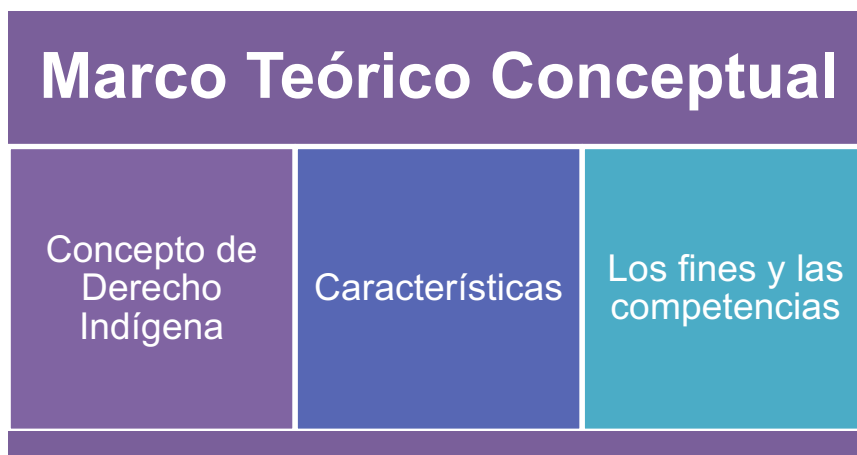 Marco Teórico Conceptual
Concepto de
Derecho
Indígena
Características
Los fines y las
competencias